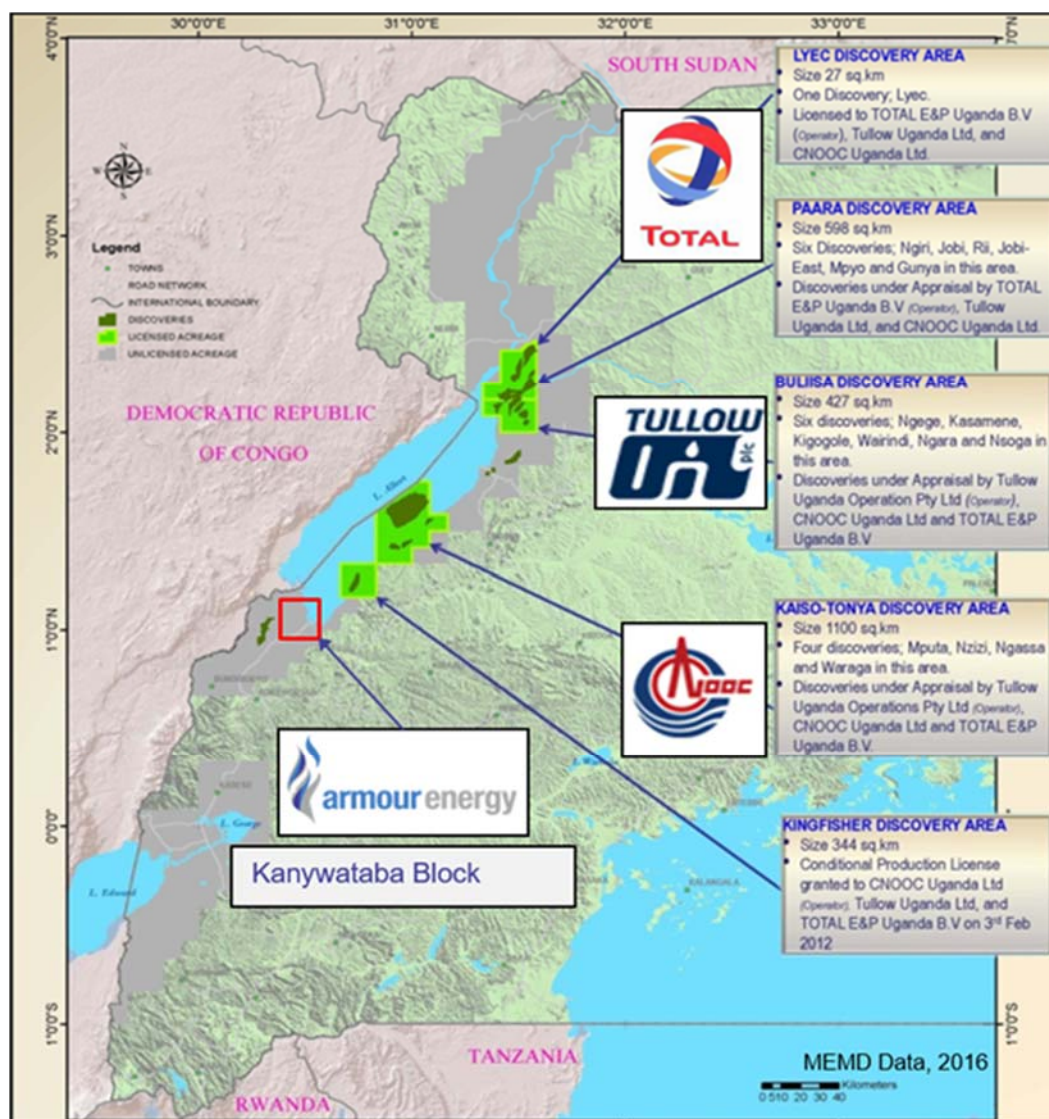 30°0'0"E
31°0'0"E
32°0'0"E
33°0'0"E
4°0'0"N
3°0'0"N
2°0'0"N
1°0'0"N
0°0'0"
1°0'0"S
SOUTH SUDAN
N
Legend
TOWNS
ROAD NETWORK
INTERNATIONAL BOUNDARY
DISCOVERIES
LICENSED ACREAGE
UNLICENSED ACREAGE
DEMOCRATIC REPUBLIC
OF CONGO
L. Albert
TOTAL
TULLOW
OIL plc
CNOOC
armour energy
Kanywataba Block
L. George
L. Edward
KALANGALA
TANZANIA
RWANDA
LYEC DISCOVERY AREA
• Size 27 sq.km
• One Discovery; Lyec.
• Licensed to TOTAL E&P Uganda B.V
(Operator), Tullow Uganda Ltd, and
CNOOC Uganda Ltd.
PAARA DISCOVERY AREA
• Size 598 sq.km
• Six Discoveries; Ngiri, Jobi, Rii, Jobi-
East, Mpyo and Gunya in this area.
• Discoveries under Appraisal by TOTAL
E&P Uganda B.V (Operator), Tullow
Uganda Ltd, and CNOOC Uganda Ltd.
BULIISA DISCOVERY AREA
• Size 427 sq.km
• Six discoveries; Ngege, Kasamene,
Kigogole, Wairindi, Ngara and Nsoga in
this area.
• Discoveries under Appraisal by Tullow
Uganda Operation Pty Ltd (Operator),
CNOOC Uganda Ltd and TOTAL E&P
Uganda B.V
KAISO-TONYA DISCOVERY AREA
• Size 1100 sq.km
• Four discoveries; Mputa, Nzizi, Ngassa
and Waraga in this area.
• Discoveries under Appraisal by Tullow
Uganda Operations Pty Ltd (Operator),
CNOOC Uganda Ltd and TOTAL E&P
Uganda B.V.
KINGFISHER DISCOVERY AREA
• Size 344 sq.km
• Conditional Production License
granted to CNOOC Uganda Ltd
(Operator), Tullow Uganda Ltd, and
TOTAL E&P Uganda B.V on 3rd Feb
2012
1°0'0"S
MEMD Data, 2016
0 5 10 20 30 40
Kilometers